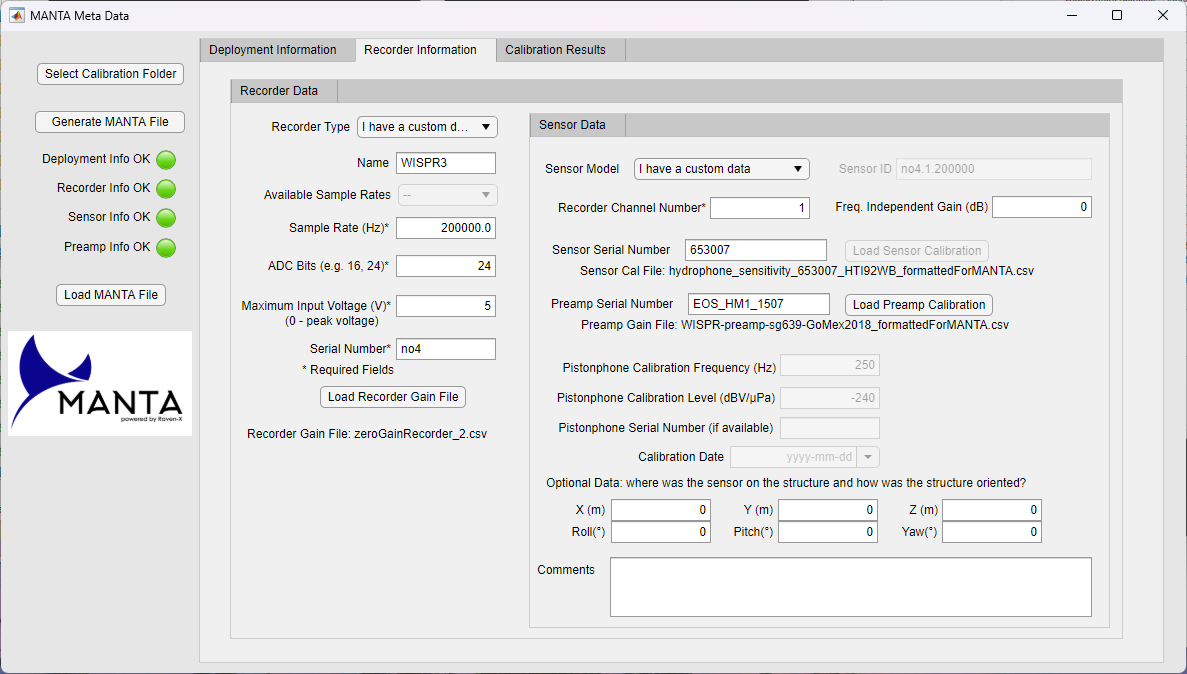 MANTA Meta Data
Select Calibration Folder
Generate MANTA File
Deployment Info OK
Recorder Info OK
Sensor Info OK
Preamp Info OK
Load MANTA File
MANTA
powered by Raven-X
Deployment Information
Recorder Information
Calibration Results
Recorder Data
Recorder Type I have a custom d...
Name WISPR3
Available Sample Rates --
Sample Rate (Hz)* 200000.0
ADC Bits (e.g. 16, 24)* 24
Maximum Input Voltage (V)* 5
(0 - peak voltage)
Serial Number* no4
* Required Fields
Load Recorder Gain File
Recorder Gain File: zeroGainRecorder_2.csv
Sensor Data
Sensor Model I have a custom data
Sensor ID no4.1.200000
Recorder Channel Number* 1
Freq. Independent Gain (dB) 0
Sensor Serial Number 653007
Load Sensor Calibration
Sensor Cal File: hydrophone_sensitivity_653007_HTI92WB_formattedForMANTA.csv
Preamp Serial Number EOS_HM1_1507
Load Preamp Calibration
Preamp Gain File: WISPR-preamp-sg639-GoMex2018_formattedForMANTA.csv
Pistonphone Calibration Frequency (Hz) 250
Pistonphone Calibration Level (dBV/µPa) -240
Pistonphone Serial Number (if available)
Calibration Date yyyy-mm-dd
Optional Data: where was the sensor on the structure and how was the structure oriented?
X (m) 0 Y (m) 0 Z (m) 0
Roll(°) 0 Pitch(°) 0 Yaw(°) 0
Comments